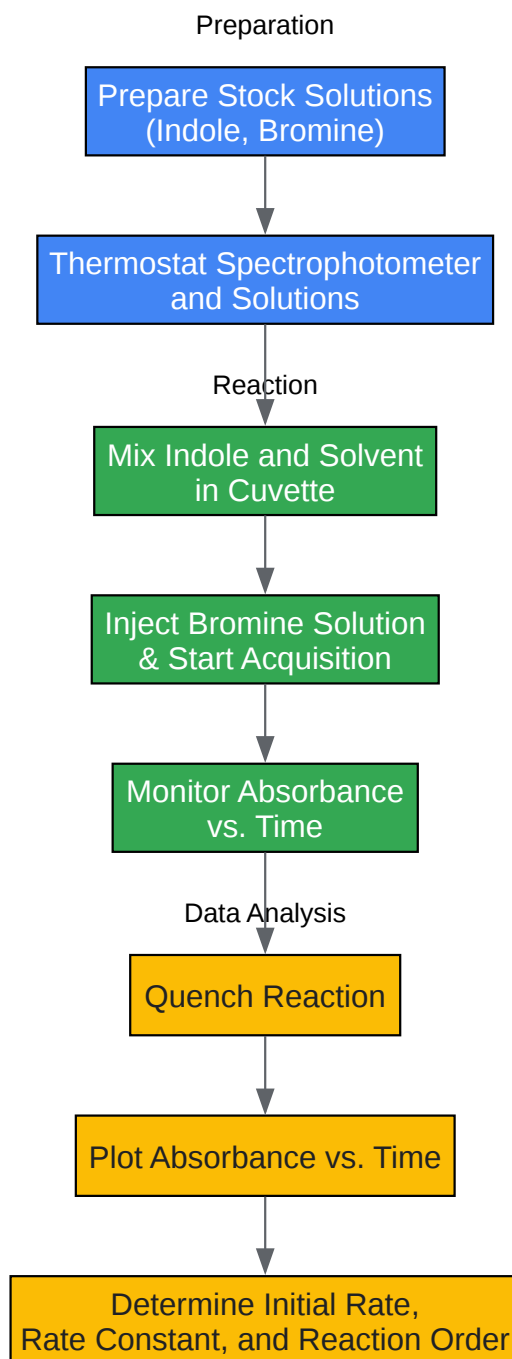 Preparation
Prepare Stock Solutions
(Indole, Bromine)
Thermostat Spectrophotometer
and Solutions
Reaction
Mix Indole and Solvent
in Cuvette
Inject Bromine Solution
& Start Acquisition
Monitor Absorbance
vs. Time
Data Analysis
Quench Reaction
Plot Absorbance vs. Time
Determine Initial Rate,
Rate Constant, and Reaction Order